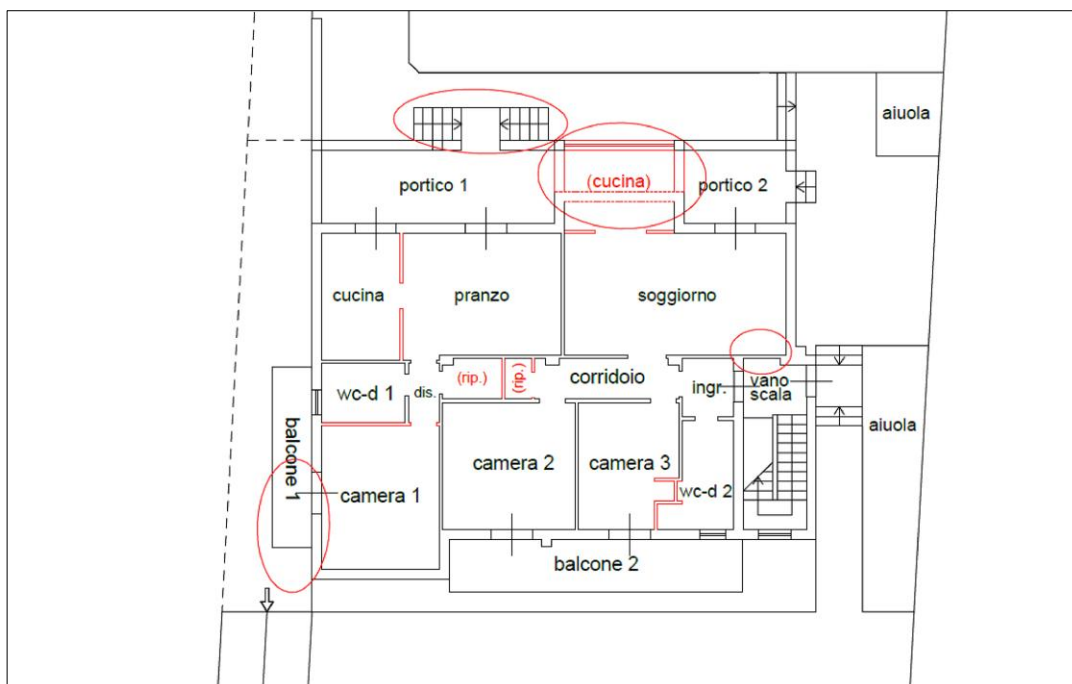 aiuola
portico 1
(cucina)
portico 2
cucina
pranzo
soggiorno
wc-d 1
dis.
(rip.)
(rip.)
corridoio
ingr.
vano
scala
aiuola
balcone 1
camera 1
camera 2
camera 3
wc-d 2
balcone 2